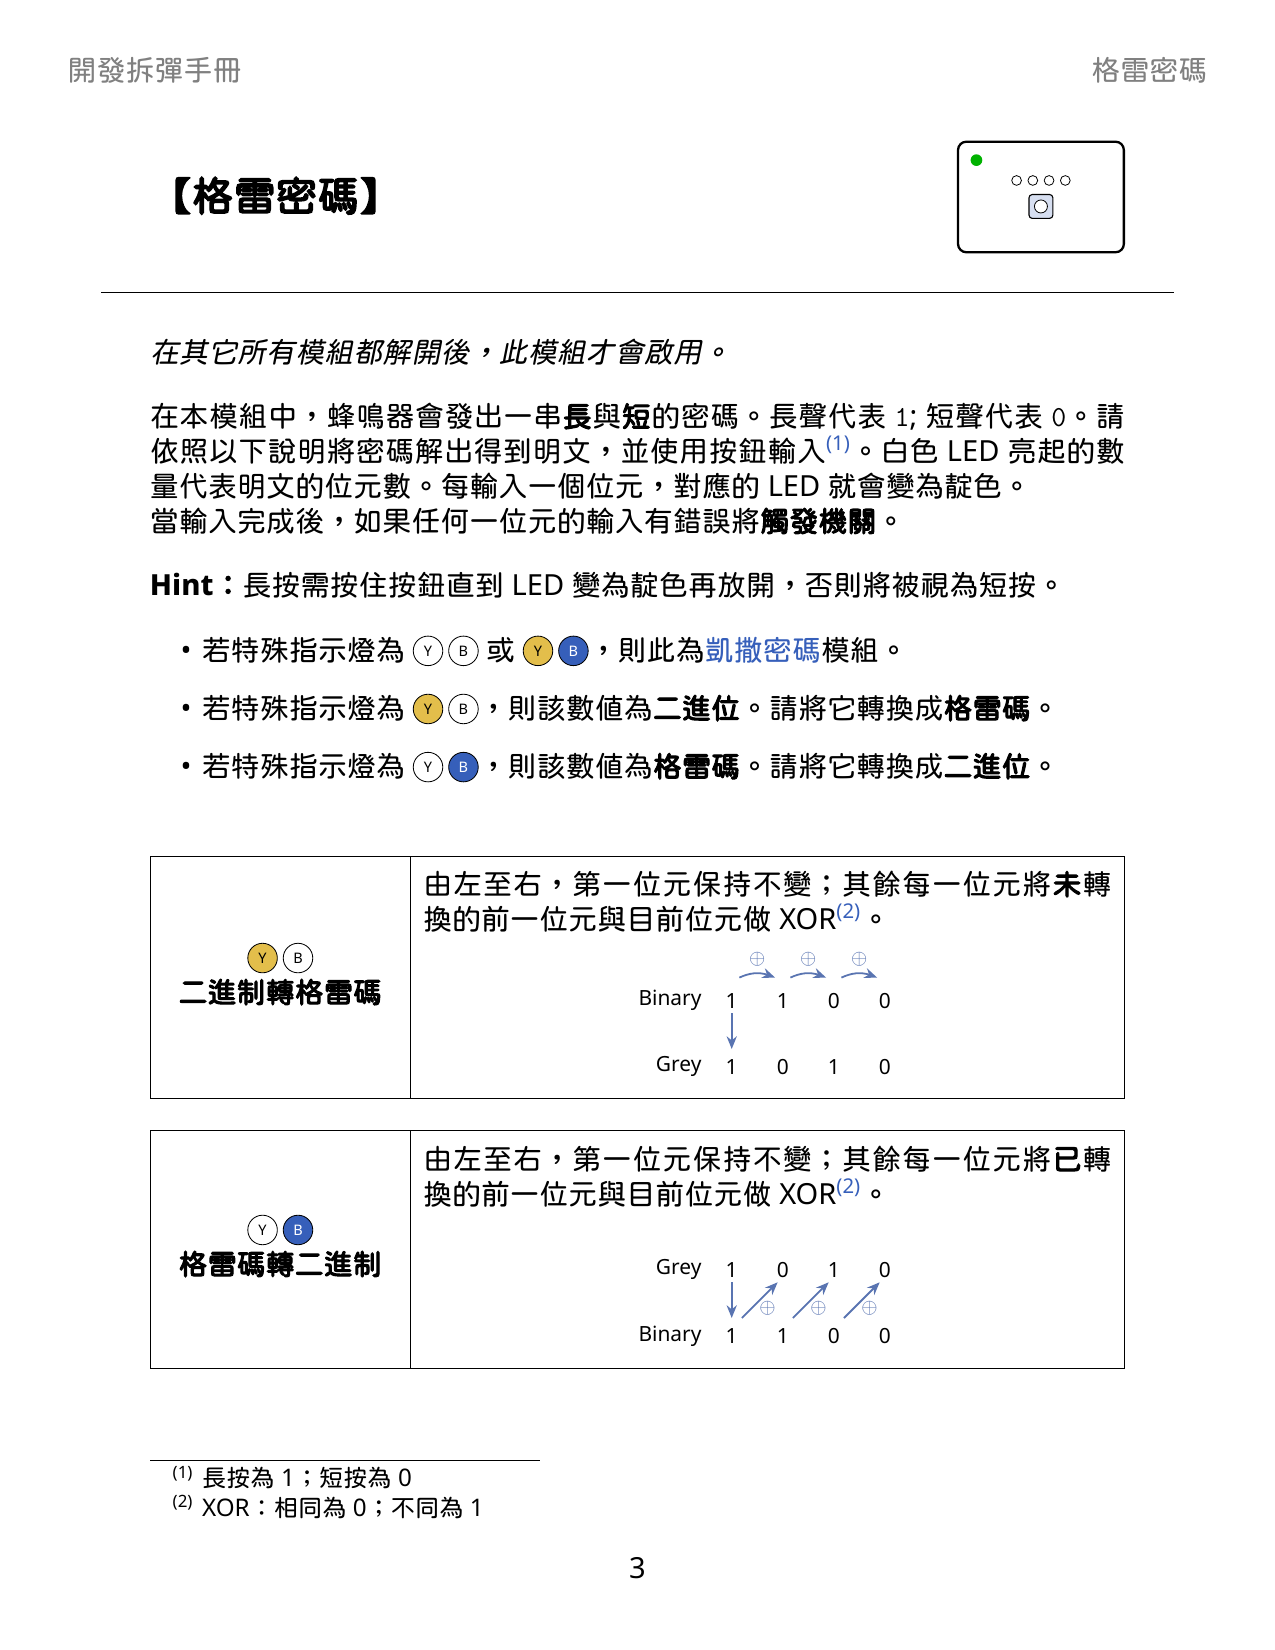 開發拆彈手冊 格雷密碼
【格雷密碼】
在其它所有模組都解開後，此模組才會啟用。
在本模組中，蜂鳴器會發出一串長與短的密碼。長聲代表 1; 短聲代表 0。請
依照以下說明將密碼解出得到明文，並使用按鈕輸入(1)。白色 LED 亮起的數
量代表明文的位元數。每輸入一個位元，對應的 LED 就會變為靛色。
當輸入完成後，如果任何一位元的輸入有錯誤將觸發機關。
Hint：長按需按住按鈕直到 LED 變為靛色再放開，否則將被視為短按。
• 若特殊指示燈為 Y B 或 Y B，則此為凱撒密碼模組。
• 若特殊指示燈為 Y B，則該數值為二進位。請將它轉換成格雷碼。
• 若特殊指示燈為 Y B，則該數值為格雷碼。請將它轉換成二進位。
Y B
二進制轉格雷碼
由左至右，第一位元保持不變；其餘每一位元將未轉
換的前一位元與目前位元做 XOR(2)。
⊕ ⊕ ⊕
Binary 1 1 0 0
Grey 1 0 1 0
Y B
格雷碼轉二進制
由左至右，第一位元保持不變；其餘每一位元將已轉
換的前一位元與目前位元做 XOR(2)。
Grey 1 0 1 0
⊕ ⊕ ⊕
Binary 1 1 0 0
(1) 長按為 1；短按為 0
(2) XOR：相同為 0；不同為 1
3